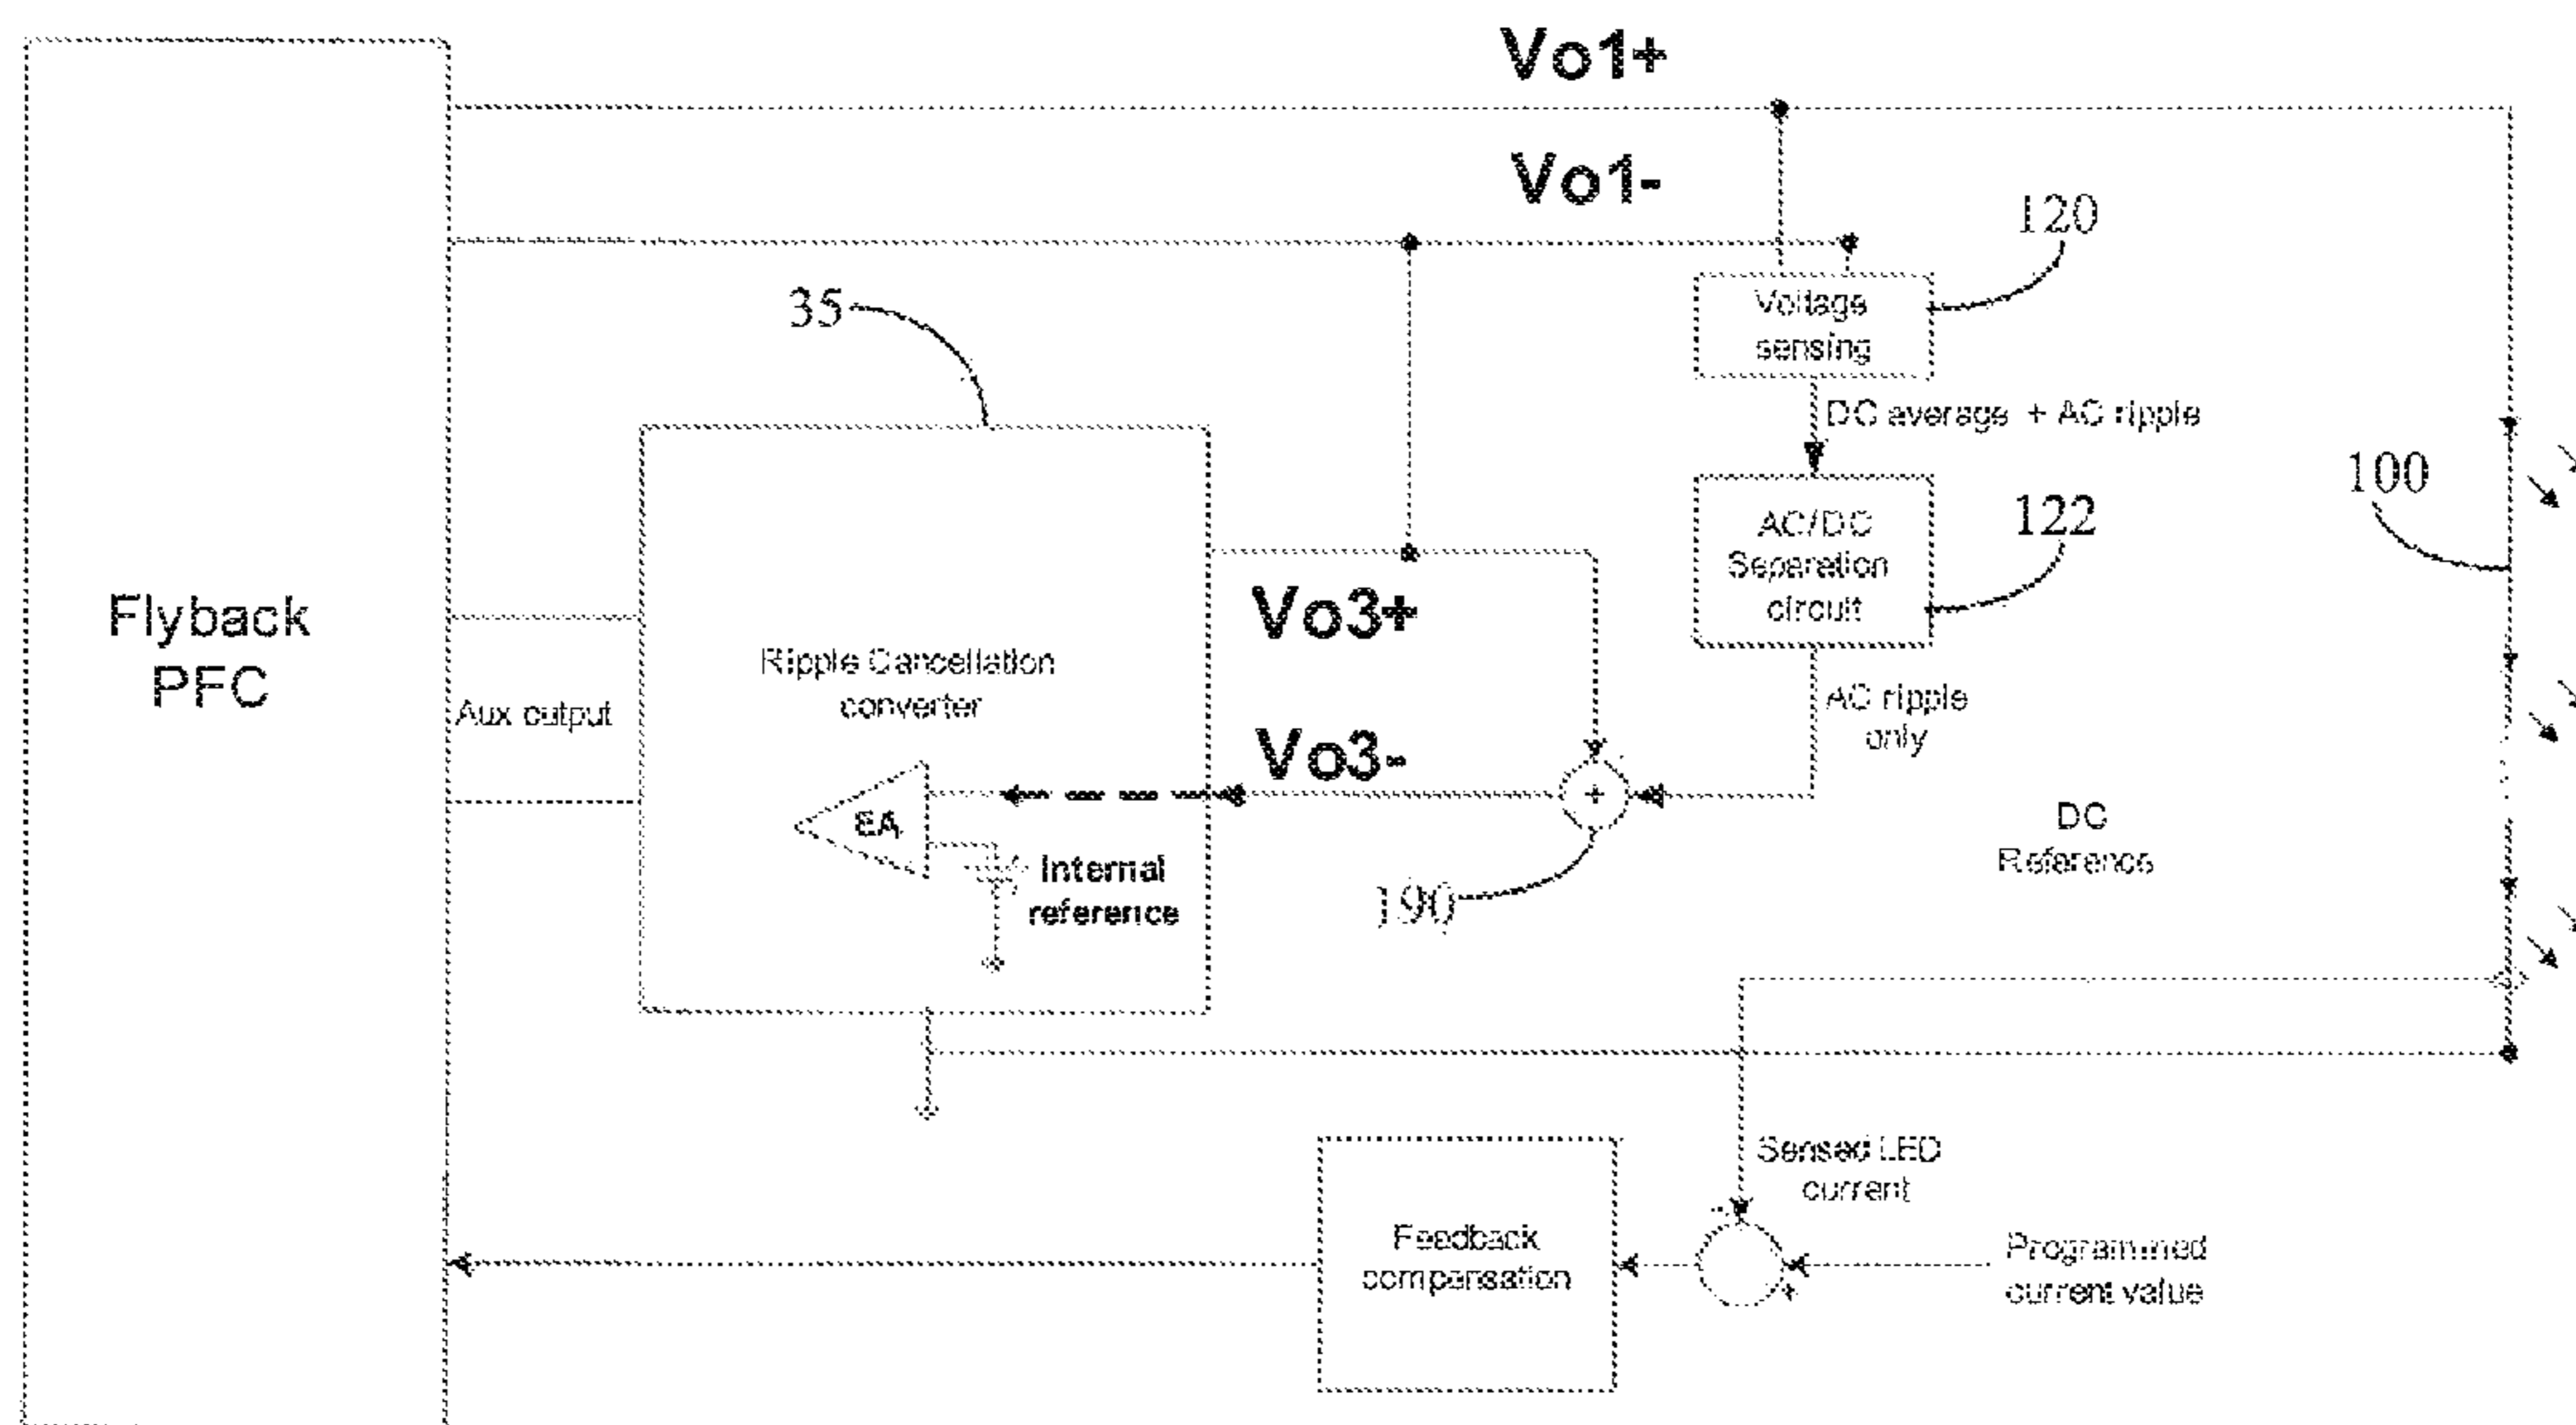 Vo1+
Vo1-
120
35
Voltage
sensing
DC average + AC ripple
100
AC/DC
Separation
circuit
122
Flyback
PFC
Vo3+
Ripple Cancellation
converter
AC ripple
only
Aux output
Vo3-
+
EA
DC
Reference
Internal
reference
190
Sensed LED
current
-
Feedback
compensation
Programmed
current value
+